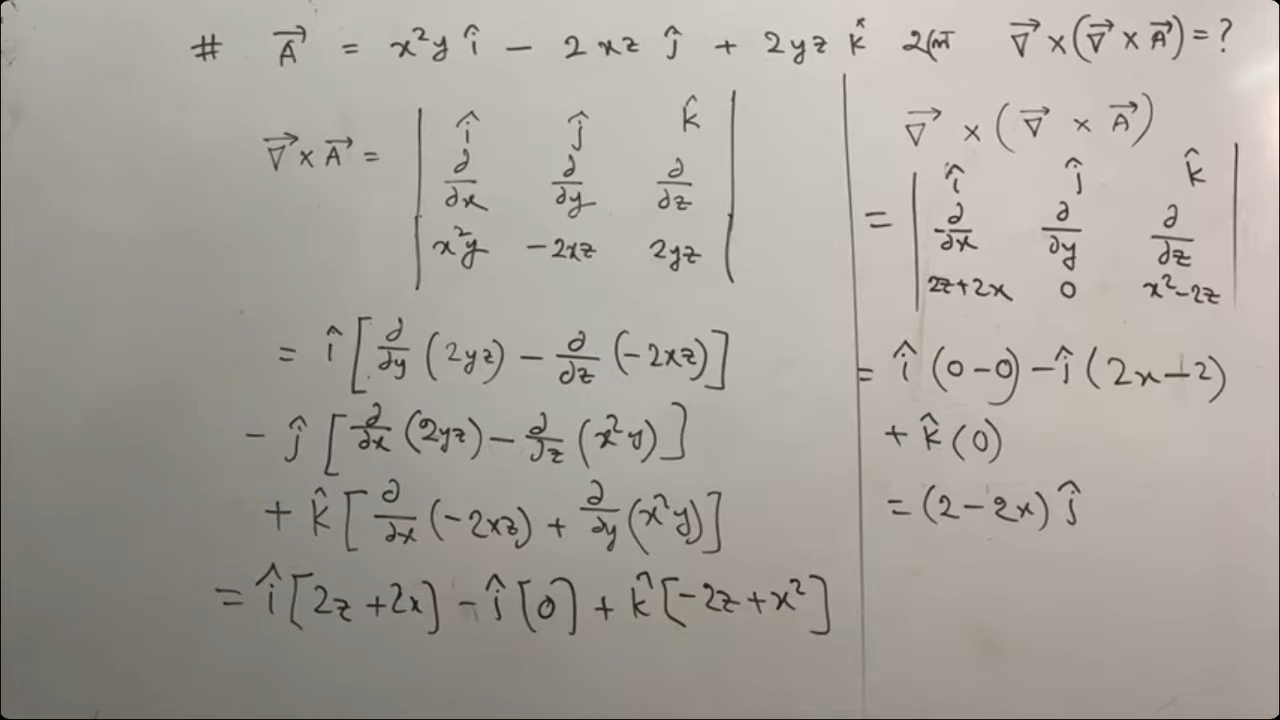 # A⃗ = x²y î − 2xz ĵ + 2yz k̂ হলে ∇⃗ × (∇⃗ × A⃗) = ?
∇⃗ × A⃗ = | î ĵ k̂ |
| ∂/∂x ∂/∂y ∂/∂z |
| x²y −2xz 2yz |
= î [∂/∂y (2yz) − ∂/∂z (−2xz)]
− ĵ [∂/∂x (2yz) − ∂/∂z (x²y)]
+ k̂ [∂/∂x (−2xz) + ∂/∂y (x²y)]
= î [2z + 2x] − ĵ [0] + k̂ [−2z + x²]
∇⃗ × (∇⃗ × A⃗)
= | î ĵ k̂ |
| ∂/∂x ∂/∂y ∂/∂z |
| 2z+2x 0 x²−2z |
= î (0−0) − ĵ (2x−2)
+ k̂ (0)
= (2−2x) ĵ